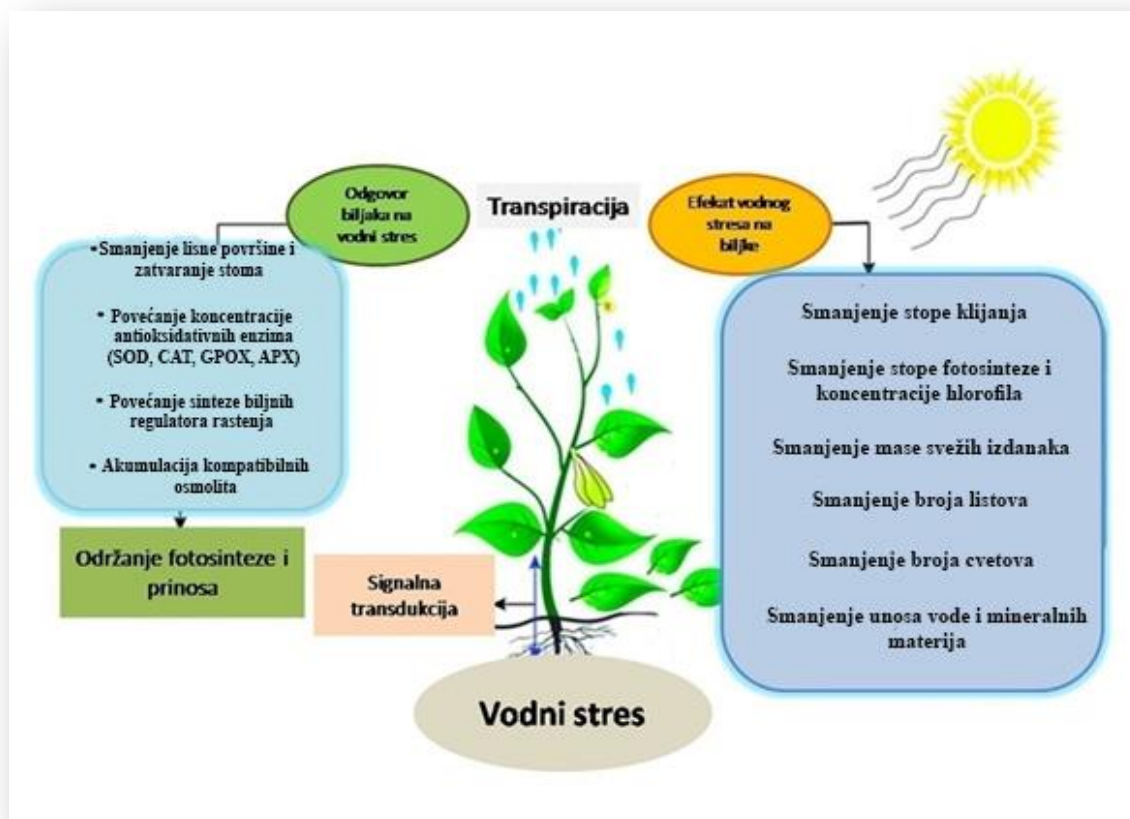 Odgovor
biljaka na
vodni stres
Transpiracija
Efekat vodnog
stresa na
biljke
• Smanjenje lisne površine i
zatvaranje stoma
• Povećanje koncentracije
antioksidativnih enzima
(SOD, CAT, GPOX, APX)
• Povećanje sinteze biljnih
regulatora rastenja
• Akumulacija kompatibilnih
osmolita
Održanje fotosinteze i
prinosa
Signalna
transdukcija
Smanjenje stope klijanja
Smanjenje stope fotosinteze i
koncentracije hlorofila
Smanjenje mase svežih izdanaka
Smanjenje broja listova
Smanjenje broja cvetova
Smanjenje unosa vode i mineralnih
materija
Vodni stres